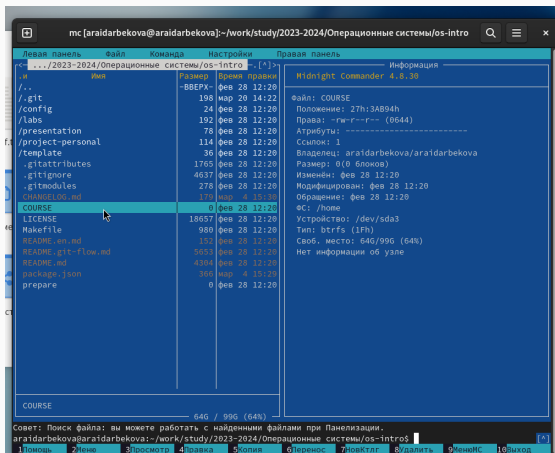 mc [araidarbekova@araidarbekova]:~/work/study/2023-2024/Операционные системы/os-intro
Левая панель Файл Команда Настройки Правая панель
<─ .../2023-2024/Операционные системы/os-intro ─.[^]>
.и Имя Размер Время правки
/.. -ВВЕРХ- фев 28 12:20
/.git 198 мар 20 14:22
/config 24 фев 28 12:20
/labs 192 фев 28 12:20
/presentation 78 фев 28 12:20
/project-personal 114 фев 28 12:20
/template 36 фев 28 12:20
.gitattributes 1765 фев 28 12:20
.gitignore 4637 фев 28 12:20
.gitmodules 278 фев 28 12:20
CHANGELOG.md 179 мар 4 15:30
COURSE 0 фев 28 12:20
LICENSE 18657 фев 28 12:20
Makefile 980 фев 28 12:20
README.en.md 152 фев 28 12:20
README.git-flow.md 5653 фев 28 12:20
README.md 4304 фев 28 12:20
package.json 366 мар 4 15:29
prepare 0 фев 28 12:20
COURSE
64G / 99G (64%)
Информация
Midnight Commander 4.8.30
Файл: COURSE
Положение: 27h:3AB94h
Права: -rw-r--r-- (0644)
Атрибуты: ----------------------
Ссылок: 1
Владелец: araidarbekova/araidarbekova
Размер: 0(0 блоков)
Изменён: фев 28 12:20
Модифицирован: фев 28 12:20
Обращение: фев 28 12:20
ФС: /home
Устройство: /dev/sda3
Тип: btrfs (1Fh)
Своб. место: 64G/99G (64%)
Нет информации об узле
Совет: Поиск файла: вы можете работать с найденными файлами при Панелизации.
araidarbekova@araidarbekova:~/work/study/2023-2024/Операционные системы/os-intro$ [^]
1Помощь 2Меню 3Просмотр 4Правка 5Копия 6Перенос 7НовКтлг 8Удалить 9МенюМС 10Выход